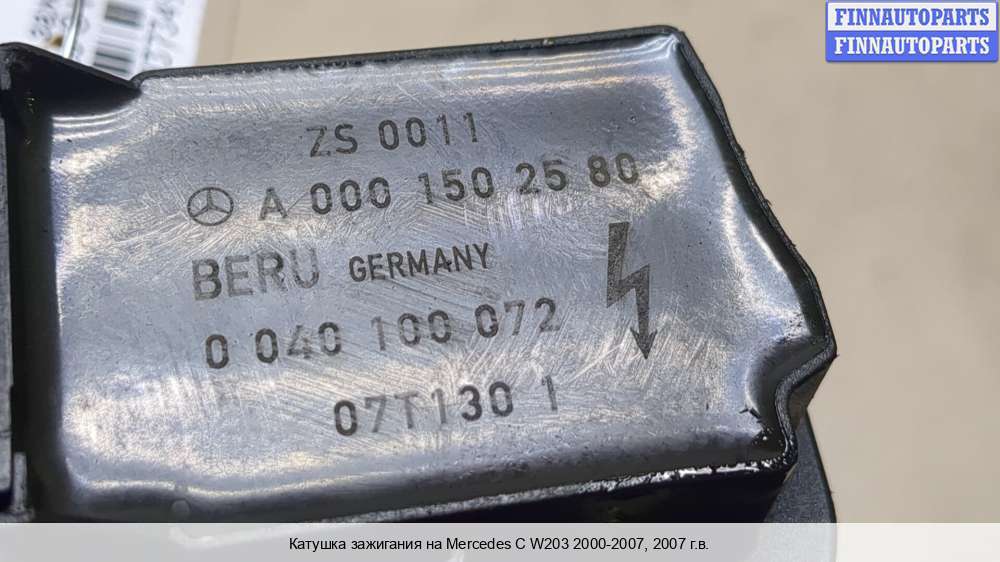 FINNAUTOPARTS
FINNAUTOPARTS
ZS 0011
A 000 150 25 80
BERU GERMANY
0 040 100 072
07T130 1
Катушка зажигания на Mercedes C W203 2000-2007, 2007 г.в.